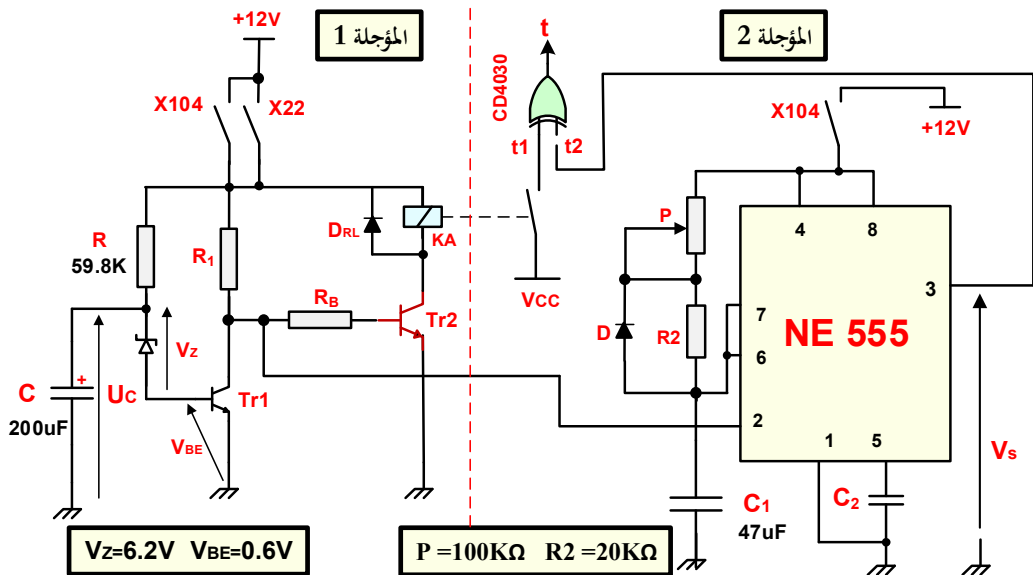 +12V
المؤجلة 1
المؤجلة 2
t
CD4030
X104
X22
X104
+12V
t1
t2
R
59.8K
R1
DRL
KA
P
4
8
3
VCC
RB
Tr2
VZ
D
R2
7
6
NE 555
C
+
200uF
UC
Tr1
2
VBE
1
5
VS
C1
47uF
C2
VZ=6.2V VBE=0.6V
P =100KΩ R2 =20KΩ